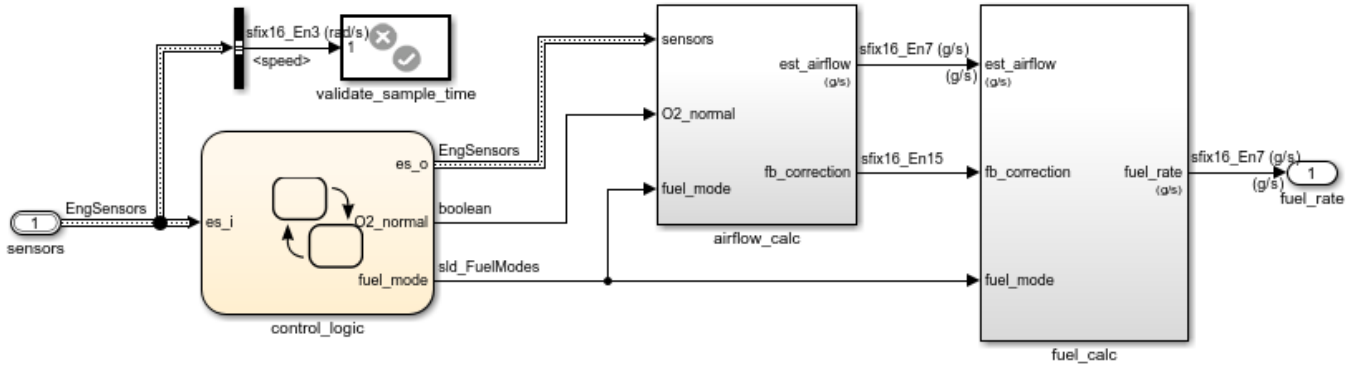 sfix16_En3 (rad/s)
1
<speed>
validate_sample_time
1
EngSensors
sensors
es_i
es_o
O2_normal
fuel_mode
control_logic
EngSensors
boolean
sld_FuelModes
sensors
O2_normal
fuel_mode
est_airflow
(g/s)
fb_correction
airflow_calc
sfix16_En7 (g/s)
(g/s)
sfix16_En15
est_airflow
(g/s)
fb_correction
fuel_mode
fuel_rate
(g/s)
fuel_calc
sfix16_En7 (g/s)
(g/s)
1
fuel_rate